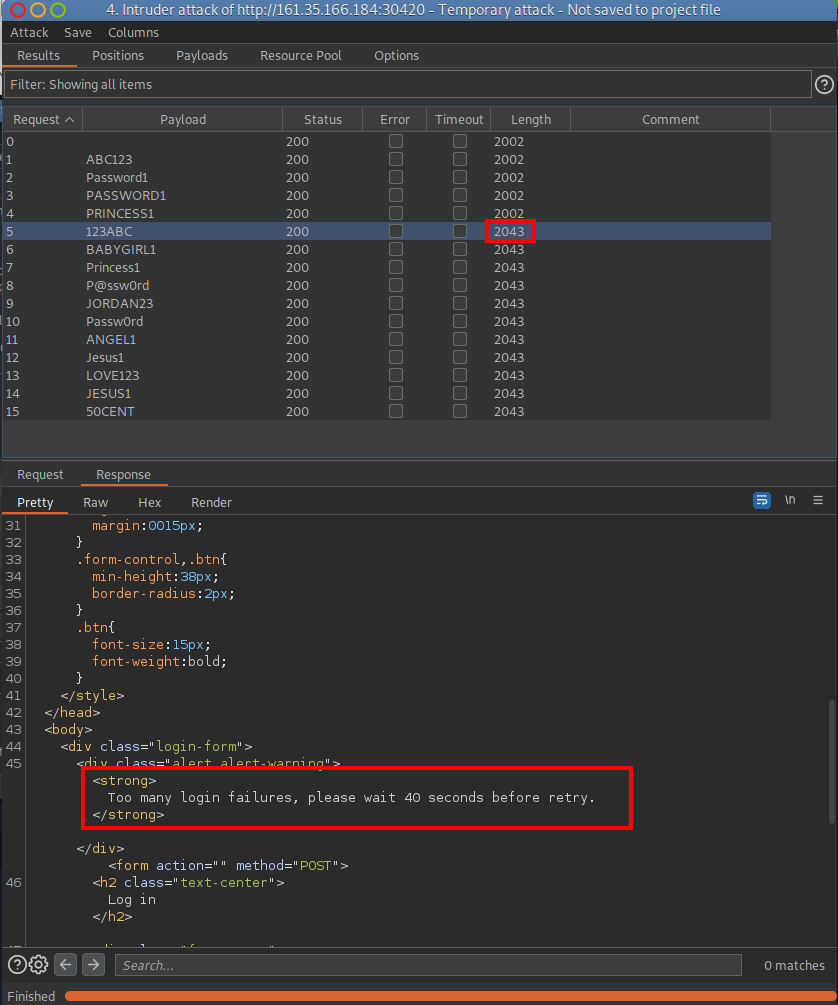 4. Intruder attack of http://161.35.166.184:30420 - Temporary attack - Not saved to project file
Attack Save Columns
Results Positions Payloads Resource Pool Options
Filter: Showing all items
Request Payload Status Error Timeout Length Comment
0 200 2002
1 ABC123 200 2002
2 Password1 200 2002
3 PASSWORD1 200 2002
4 PRINCESS1 200 2002
5 123ABC 200 2043
6 BABYGIRL1 200 2043
7 Princess1 200 2043
8 P@ssw0rd 200 2043
9 JORDAN23 200 2043
10 Passw0rd 200 2043
11 ANGEL1 200 2043
12 Jesus1 200 2043
13 LOVE123 200 2043
14 JESUS1 200 2043
15 50CENT 200 2043
Request Response
Pretty Raw Hex Render \n
31 margin:0015px;
32 }
33 .form-control,.btn{
34 min-height:38px;
35 border-radius:2px;
36 }
37 .btn{
38 font-size:15px;
39 font-weight:bold;
40 }
41 </style>
42 </head>
43 <body>
44 <div class="login-form">
45 <div class="alert alert-warning">
<strong>
Too many login failures, please wait 40 seconds before retry.
</strong>
</div>
<form action="" method="POST">
46 <h2 class="text-center">
Log in
</h2>
Search...
0 matches
Finished